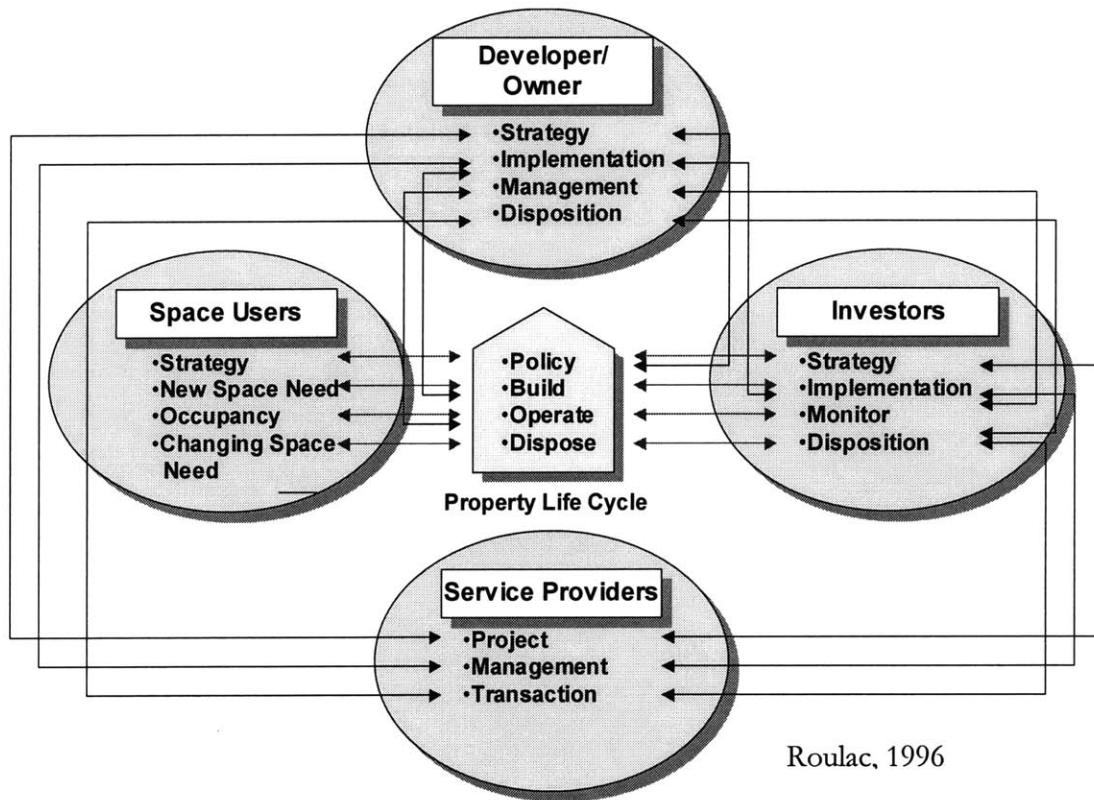 Developer/
Owner
•Strategy
•Implementation
•Management
•Disposition
Space Users
•Strategy
•New Space Need
•Occupancy
•Changing Space
Need
•Policy
•Build
•Operate
•Dispose
Property Life Cycle
Investors
•Strategy
•Implementation
•Monitor
•Disposition
Service Providers
•Project
•Management
•Transaction
Roulac, 1996